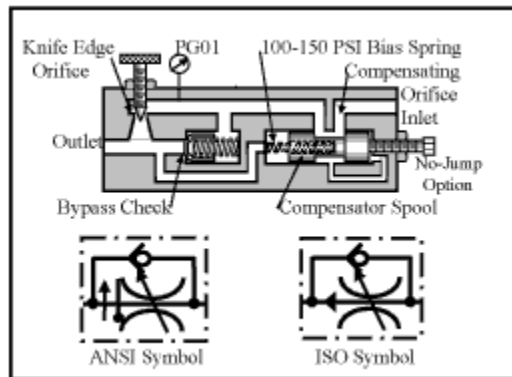 Knife Edge
Orifice
PG01
100-150 PSI Bias Spring
Compensating
Orifice
Inlet
Outlet
No-Jump
Option
Bypass Check
Compensator Spool
ANSI Symbol
ISO Symbol